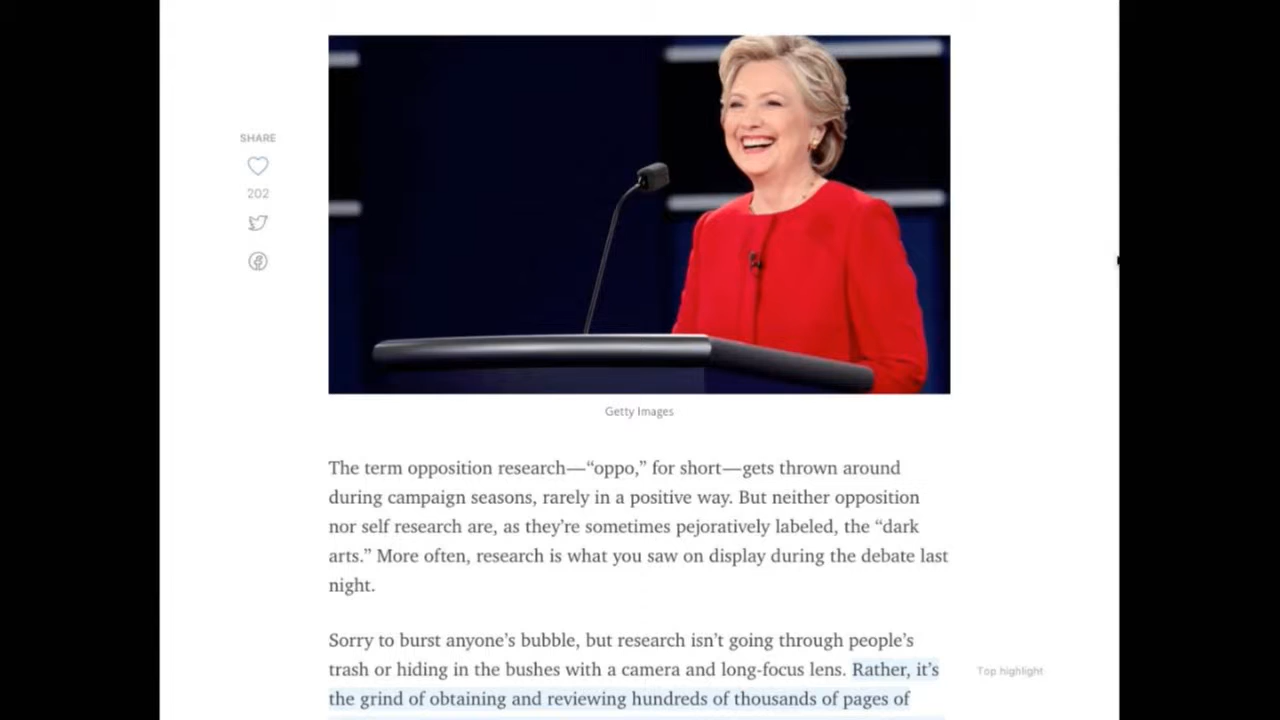 SHARE
202
Getty Images
The term opposition research—“oppo,” for short—gets thrown around
during campaign seasons, rarely in a positive way. But neither opposition
nor self research are, as they’re sometimes pejoratively labeled, the “dark
arts.” More often, research is what you saw on display during the debate last
night.
Sorry to burst anyone’s bubble, but research isn’t going through people’s
trash or hiding in the bushes with a camera and long-focus lens. Rather, it’s
the grind of obtaining and reviewing hundreds of thousands of pages of
Top highlight